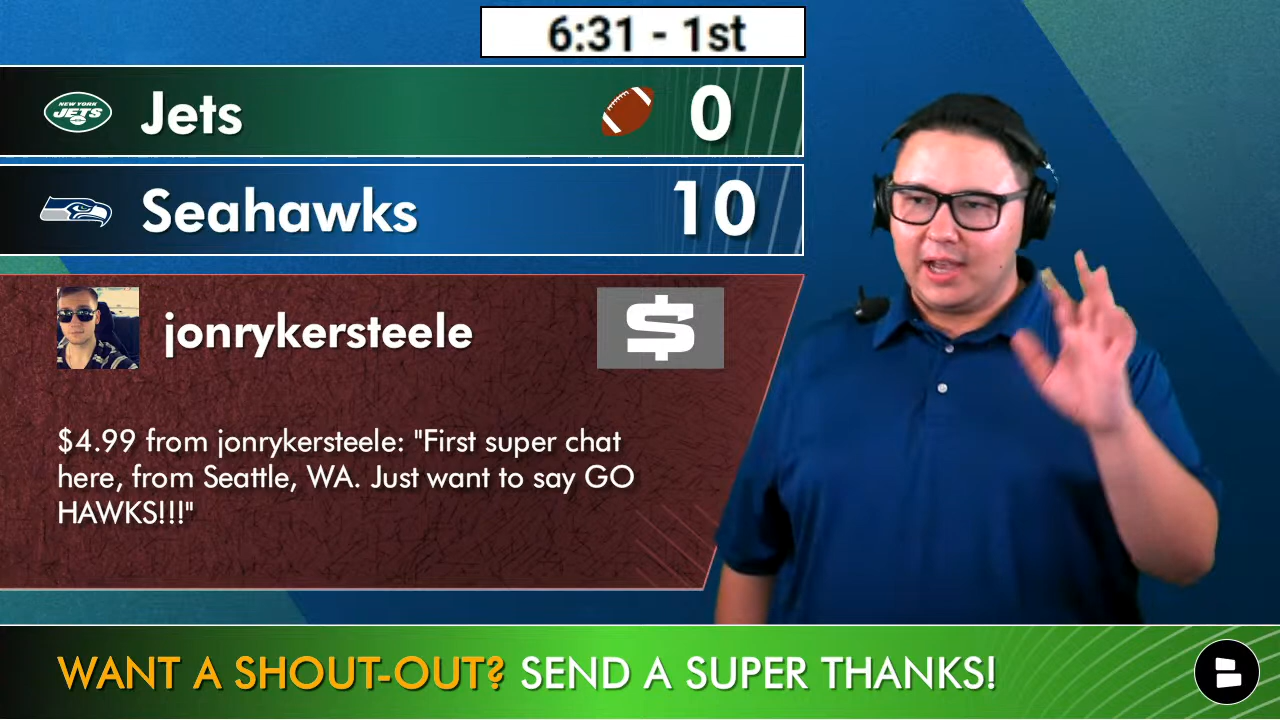 6:31 - 1st
NEW YORK
JETS
Jets 0
Seahawks 10
jonrykersteele
$
$4.99 from jonrykersteele: "First super chat
here, from Seattle, WA. Just want to say GO
HAWKS!!!"
WANT A SHOUT-OUT? SEND A SUPER THANKS!